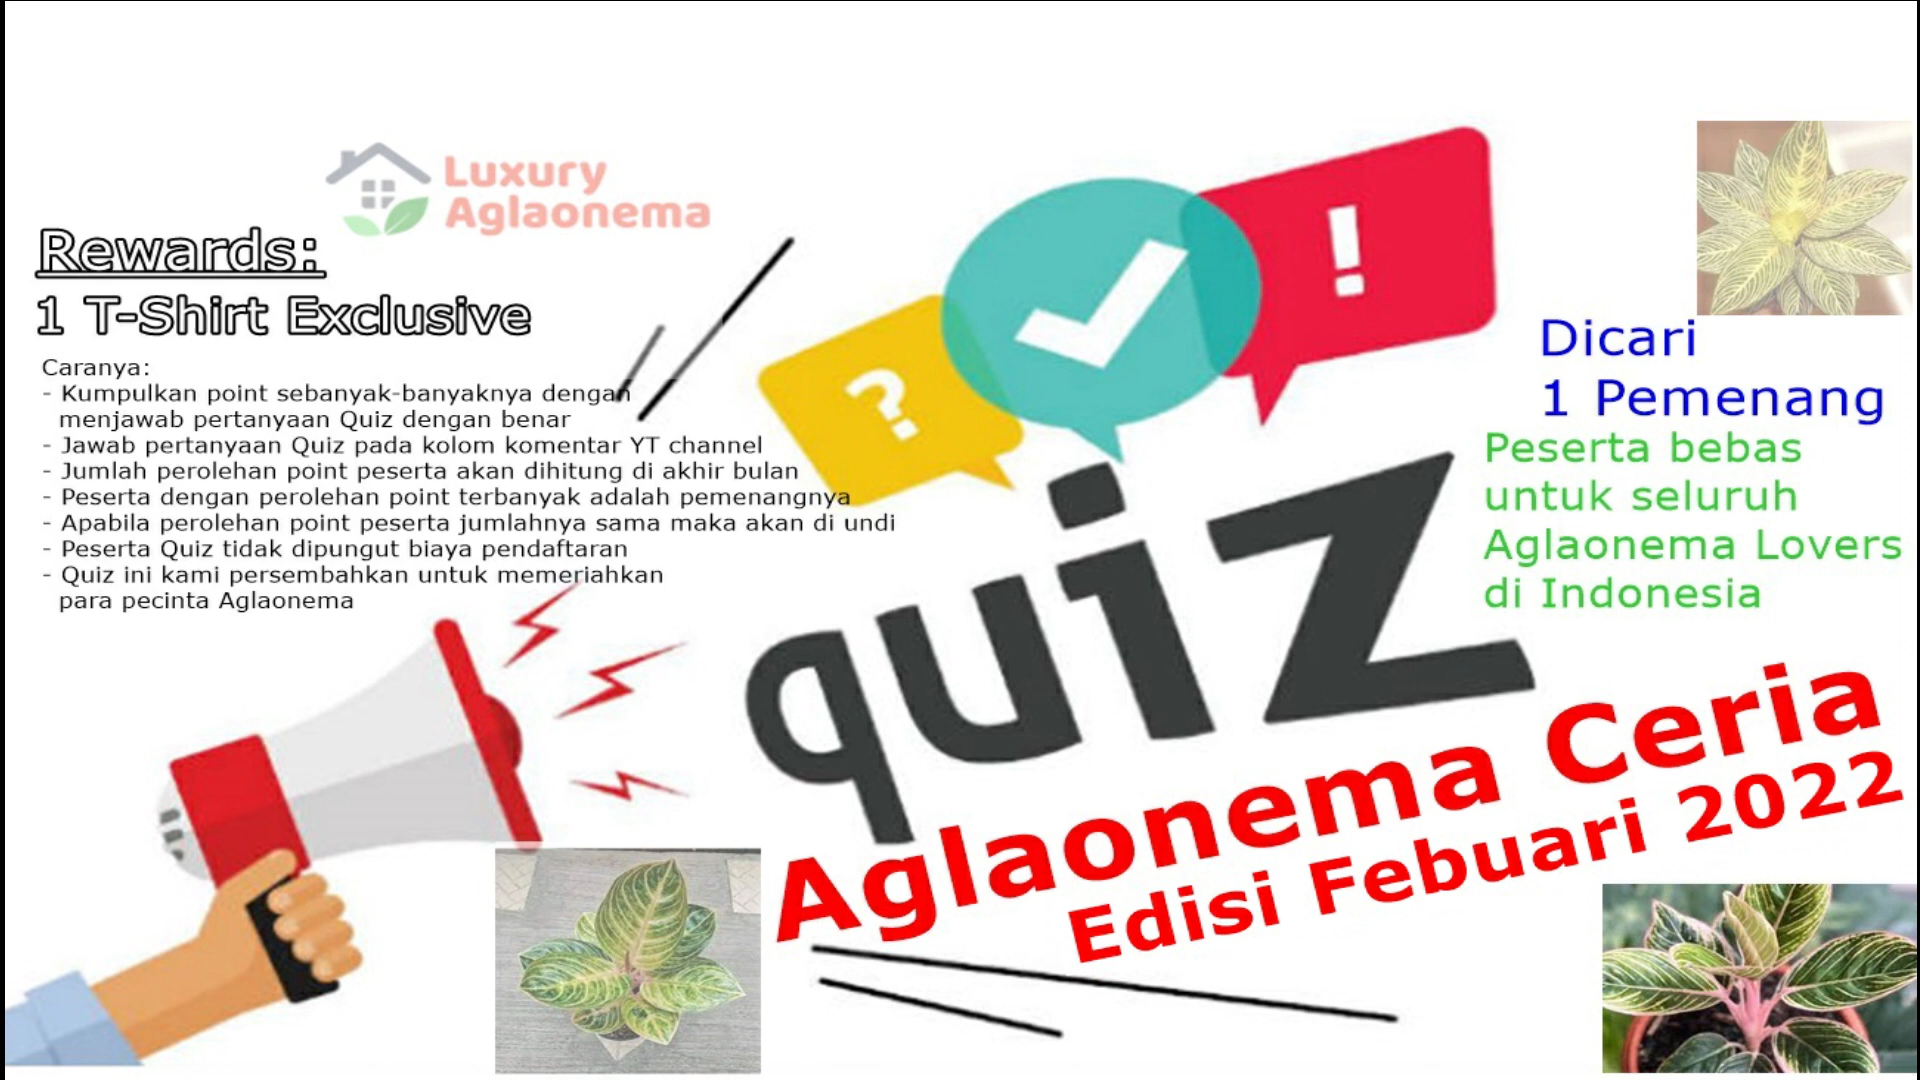 Luxury
Aglaonema
Rewards:
1 T-Shirt Exclusive
Caranya:
- Kumpulkan point sebanyak-banyaknya dengan
menjawab pertanyaan Quiz dengan benar
- Jawab pertanyaan Quiz pada kolom komentar YT channel
- Jumlah perolehan point peserta akan dihitung di akhir bulan
- Peserta dengan perolehan point terbanyak adalah pemenangnya
- Apabila perolehan point peserta jumlahnya sama maka akan di undi
- Peserta Quiz tidak dipungut biaya pendaftaran
- Quiz ini kami persembahkan untuk memeriahkan
para pecinta Aglaonema
?
!
quiz
Dicari
1 Pemenang
Peserta bebas
untuk seluruh
Aglaonema Lovers
di Indonesia
Aglaonema Ceria
Edisi Febuari 2022